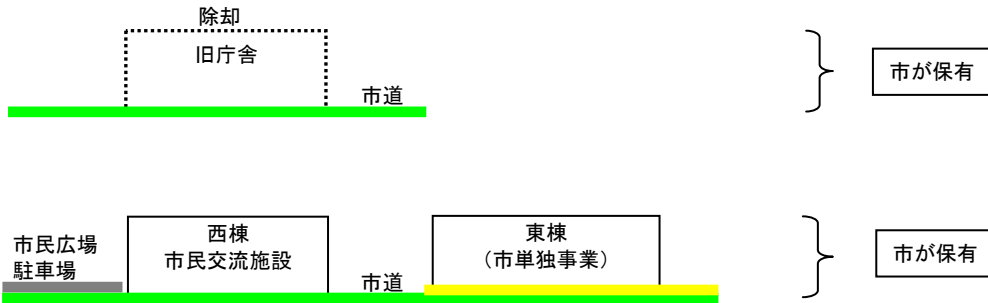 除却
旧庁舎
市道
市が保有
市民広場
駐車場
西棟
市民交流施設
市道
東棟
（市単独事業）
市が保有